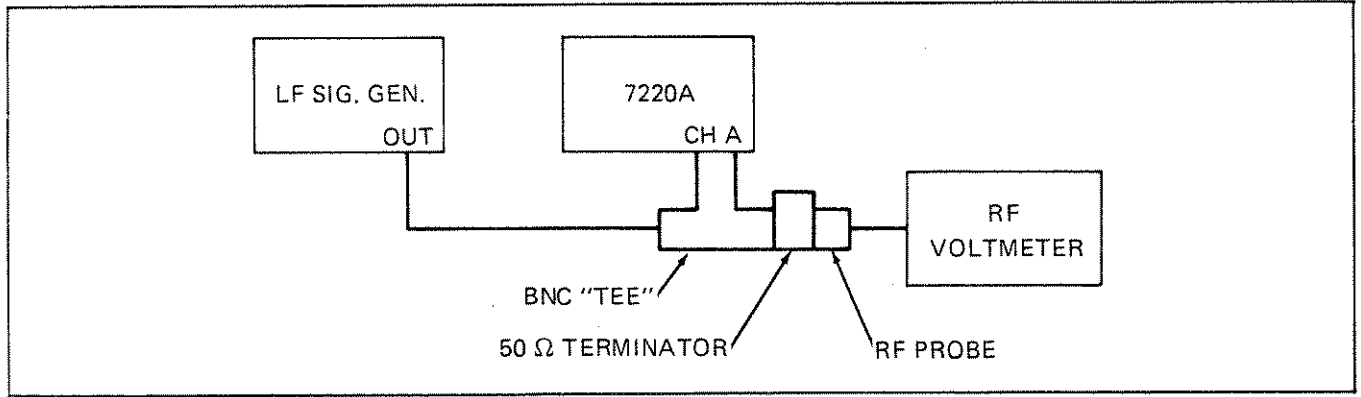 LF SIG. GEN.
OUT
7220A
CH A
RF
VOLTMETER
BNC "TEE"
50 Ω TERMINATOR
RF PROBE